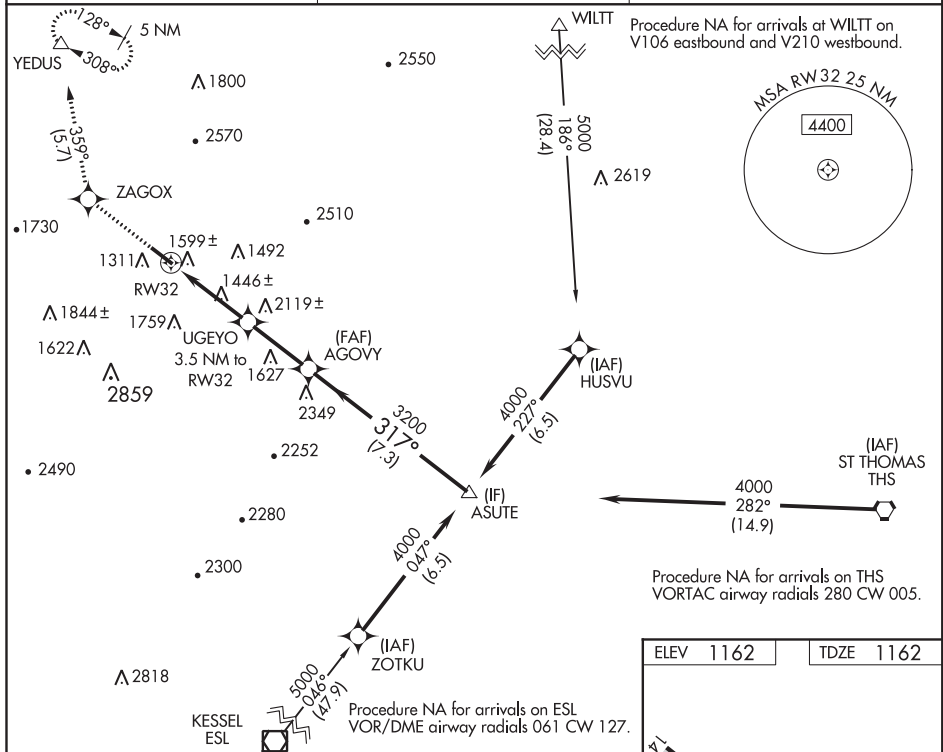 128°
5 NM
YEDUS
308°
1800
2550
2570
WILTT
5000
186°
(28.4)
Procedure NA for arrivals at WILTT on
V106 eastbound and V210 westbound.
MSA RW32 25 NM
4400
2619
359°
(5.7)
ZAGOX
1730
2510
1599±
1311
1492
RW32
1446±
2119±
1844±
1759
UGEYO
3.5 NM to
RW32
1622
1627
2859
(FAF)
AGOVY
2349
(IAF)
HUSVU
4000
227°
(6.5)
3200
317°
(7.3)
2252
2490
(IF)
ASUTE
(IAF)
ST THOMAS
THS
4000
282°
(14.9)
2280
2300
4000
047°
(6.5)
Procedure NA for arrivals on THS
VORTAC airway radials 280 CW 005.
(IAF)
ZOTKU
2818
5000
046°
(47.9)
KESSEL
ESL
Procedure NA for arrivals on ESL
VOR/DME airway radials 061 CW 127.
ELEV 1162
TDZE 1162
14